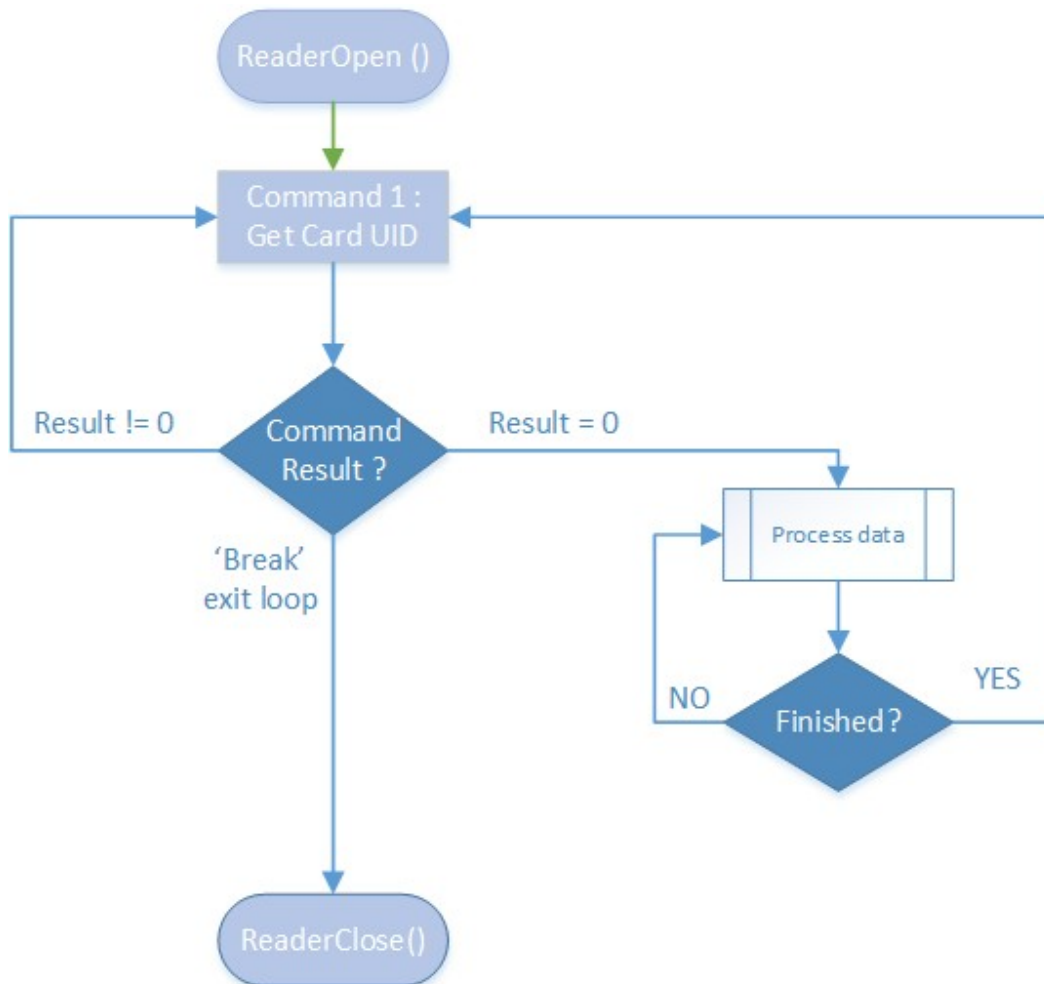 ReaderOpen ()
Command 1 :
Get Card UID
Result != 0
Command
Result ?
Result = 0
Process data
‘Break’
exit loop
NO
Finished ?
YES
ReaderClose()